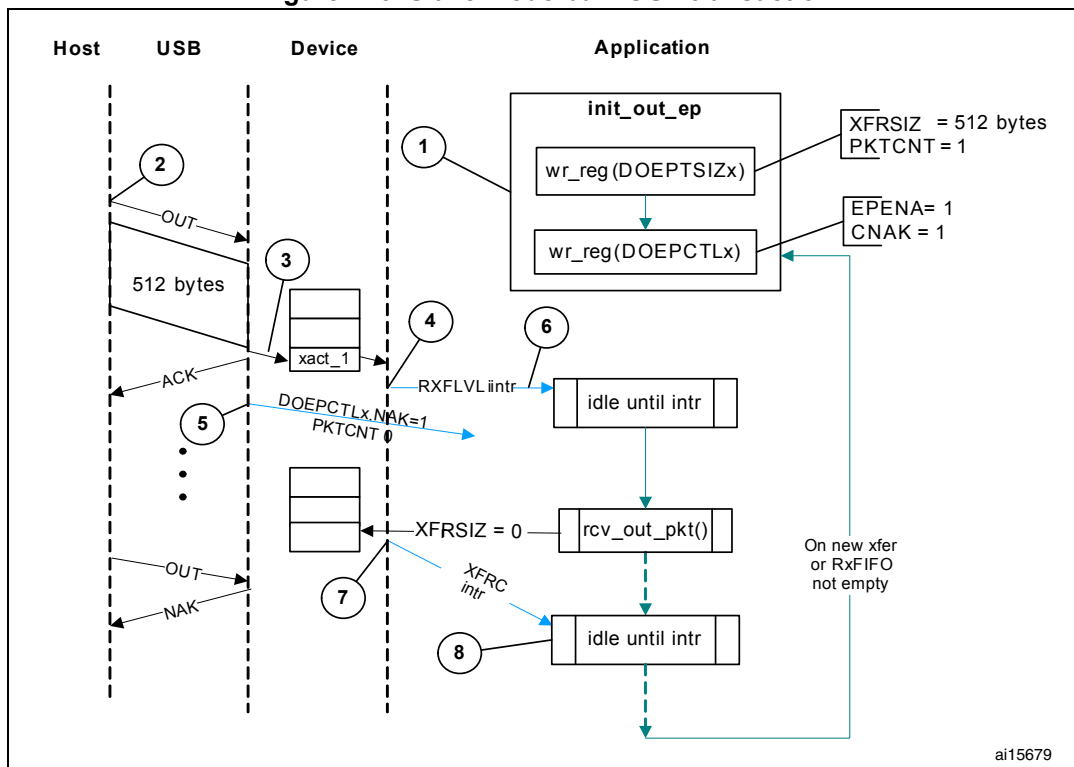 Host USB Device Application
init_out_ep
1
XFRSIZ = 512 bytes
PKTCNT = 1
wr_reg(DOEPTSIZx)
2
OUT
EPENA= 1
CNAK = 1
wr_reg(DOEPCTLx)
3
512 bytes
4
6
xact_1
ACK
RXFLVL iintr
idle until intr
DOEPCTLx.NAK=1
PKTCNT 0
5
XFRSIZ = 0
rcv_out_pkt()
On new xfer
or RxFIFO
not empty
OUT
XFRC
intr
7
NAK
idle until intr
8
ai15679